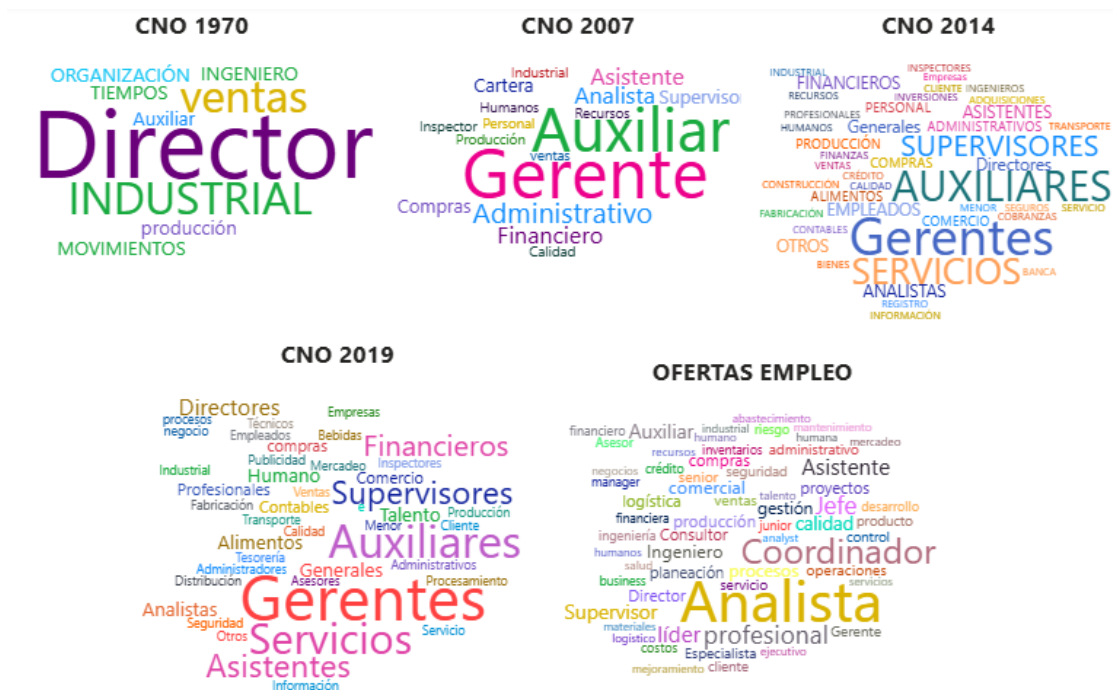 CNO 1970
ORGANIZACIÓN INGENIERO
TIEMPOS ventas
Auxiliar
Director
INDUSTRIAL
producción
MOVIMIENTOS
CNO 2007
Industrial Asistente
Cartera
Analista Superviso
Humanos Recursos
Inspector Personal Auxiliar
Producción
ventas
Gerente
Compras Administrativo
Financiero
Calidad
CNO 2014
INDUSTRIAL INSPECTORES
FINANCIEROS Empresas
CLIENTE INGENIEROS
RECURSOS INVERSIONES ADQUISICIONES
PROFESIONALES PERSONAL ASISTENTES
HUMANOS Generales ADMINISTRATIVOS TRANSPORTE
PRODUCCIÓN SUPERVISORES
FINANZAS
VENTAS COMPRAS Directores
CRÉDITO
CONSTRUCCIÓN CALIDAD AUXILIARES
ALIMENTOS
FABRICACIÓN EMPLEADOS MENOR SEGUROS SERVICIO
COMERCIO COBRANZAS
CONTABLES Gerentes
OTROS
BIENES SERVICIOS BANCA
ANALISTAS
REGISTRO
INFORMACIÓN
CNO 2019
Directores Empresas
procesos Técnicos
negocio Empleados Bebidas
compras Financieros
Publicidad Mercadeo Inspectores
Industrial Humano Comercio
Profesionales Ventas Supervisores
Fabricación Contables e Talento Producción
Transporte Menor Cliente
Calidad
Alimentos Auxiliares
Tesorería
Administradores Generales Administrativos
Distribución Asesores Procesamiento
Gerentes
Analistas
Seguridad
Otros Servicios Servicio
Asistentes
Información
OFERTAS EMPLEO
abastecimiento
financiero Auxiliar industrial riesgo mantenimiento
Asesor humano humana mercadeo
recursos inventarios administrativo
negocios compras
crédito seguridad Asistente
manager senior
comercial proyectos
logística ventas talento
gestión Jefe desarrollo
financiera producción junior calidad producto
ingeniería Consultor analyst control
humanos Ingeniero Coordinador
salud planeación procesos operaciones
business servicio servicios
Director
Analista
Supervisor
materiales
logístico líder profesional Gerente
costos Especialista ejecutivo
mejoramiento cliente